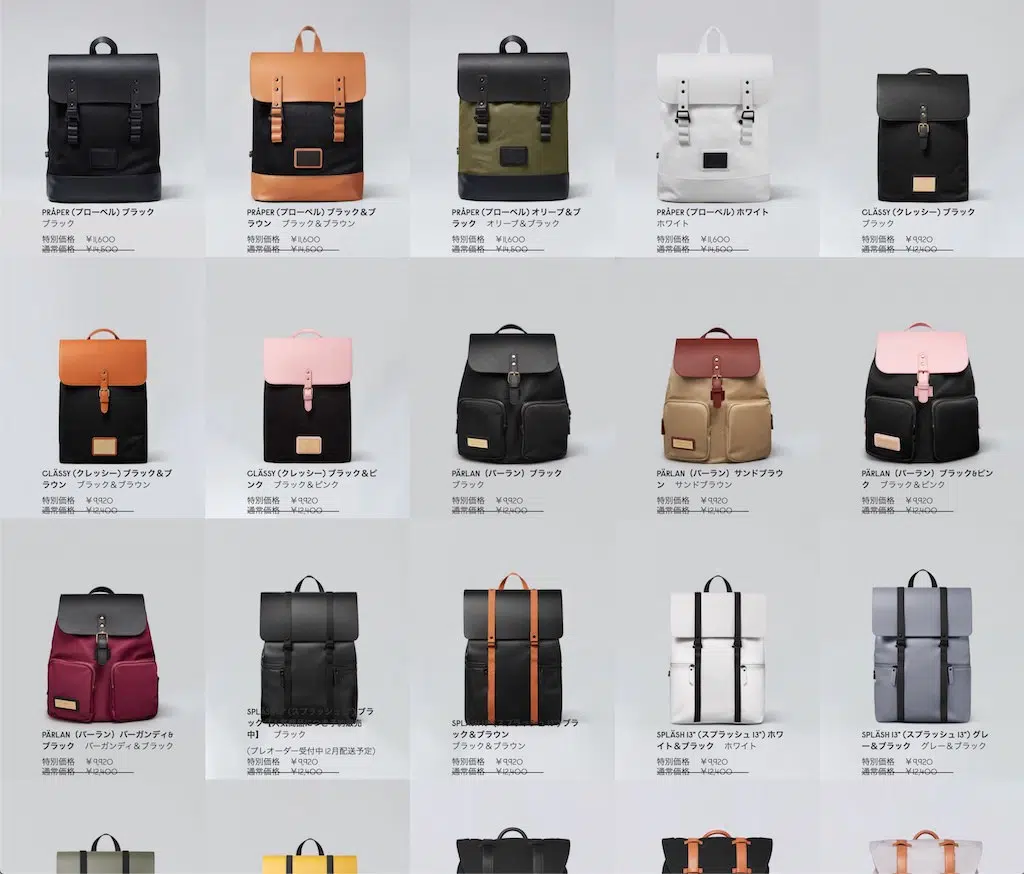 PRÅPER (プローペル) ブラック
ブラック
特別価格 ¥11,600
通常価格 ¥14,500
PRÅPER (プローペル) ブラック＆ブ
ラウン ブラック＆ブラウン
特別価格 ¥11,600
通常価格 ¥14,500
PRÅPER (プローペル) オリーブ＆ブ
ラック オリーブ＆ブラック
特別価格 ¥11,600
通常価格 ¥14,500
PRÅPER (プローペル) ホワイト
ホワイト
特別価格 ¥11,600
通常価格 ¥14,500
GLÄSSY (クレッシー) ブラック
ブラック
特別価格 ¥9,920
通常価格 ¥12,400
GLÄSSY (クレッシー) ブラック＆ブ
ラウン ブラック＆ブラウン
特別価格 ¥9,920
通常価格 ¥12,400
GLÄSSY (クレッシー) ブラック＆ピ
ンク ブラック＆ピンク
特別価格 ¥9,920
通常価格 ¥12,400
PÄRLAN（パーラン）ブラック
ブラック
特別価格 ¥9,920
通常価格 ¥12,400
PÄRLAN（パーラン）サンドブラウ
ン サンドブラウン
特別価格 ¥9,920
通常価格 ¥12,400
PÄRLAN（パーラン）ブラック&ピン
ク ブラック＆ピンク
特別価格 ¥9,920
通常価格 ¥12,400
PÄRLAN（パーラン）バーガンディ&
ブラック バーガンディ＆ブラック
特別価格 ¥9,920
通常価格 ¥12,400
中】 ブラック
(プレオーダー受付中 12月配送予定)
特別価格 ¥9,920
通常価格 ¥12,400
ック＆ブラウン
ブラック＆ブラウン
特別価格 ¥9,920
通常価格 ¥12,400
SPLÄSH 13" (スプラッシュ 13") ホワ
イト＆ブラック ホワイト
特別価格 ¥9,920
通常価格 ¥12,400
SPLÄSH 13" (スプラッシュ 13") グレ
ー＆ブラック グレー＆ブラック
特別価格 ¥9,920
通常価格 ¥12,400